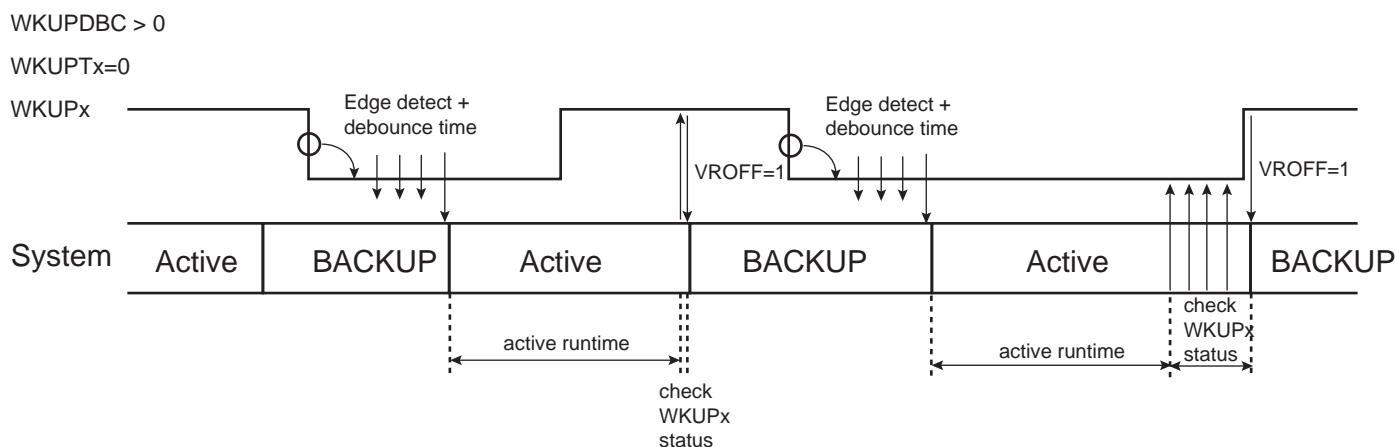 WKUPDBC > 0
WKUPTx=0
WKUPx
Edge detect +
debounce time
VROFF=1
Edge detect +
debounce time
VROFF=1
System
Active
BACKUP
Active
BACKUP
Active
BACKUP
active runtime
check
WKUPx
status
active runtime
check
WKUPx
status